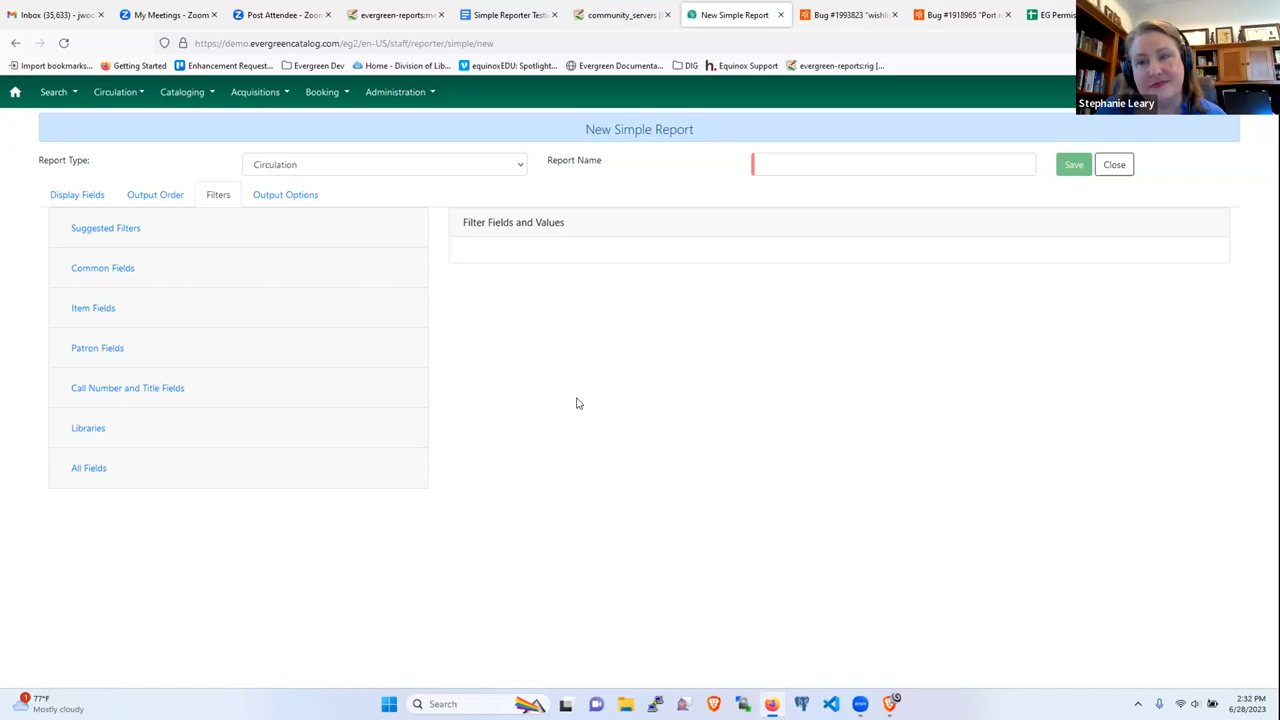 Inbox (35,633) - jwoo
My Meetings - Zoom
Post Attendee - Zoom
evergreen-reports:me
Simple Reporter Testi
community_servers [
New Simple Report
Bug #1993823 "wishli
Bug #1918965 "Port r
EG Permi
https://demo.evergreencatalog.com/eg2/en-US/staff/reporter/simple/new
Import bookmarks...
Getting Started
Enhancement Request...
Evergreen Dev
Home - Division of Lib...
equinoxEDU: Spotlight...
Evergreen Documenta...
DIG
Equinox Support
evergreen-reports:rig [...
Stephanie Leary
Search
Circulation
Cataloging
Acquisitions
Booking
Administration
New Simple Report
Report Type:
Circulation
Report Name
Save
Close
Display Fields
Output Order
Filters
Output Options
Suggested Filters
Filter Fields and Values
Common Fields
Item Fields
Patron Fields
Call Number and Title Fields
Libraries
All Fields
1
77°F
Mostly cloudy
Search
zoom
2:32 PM
6/28/2023